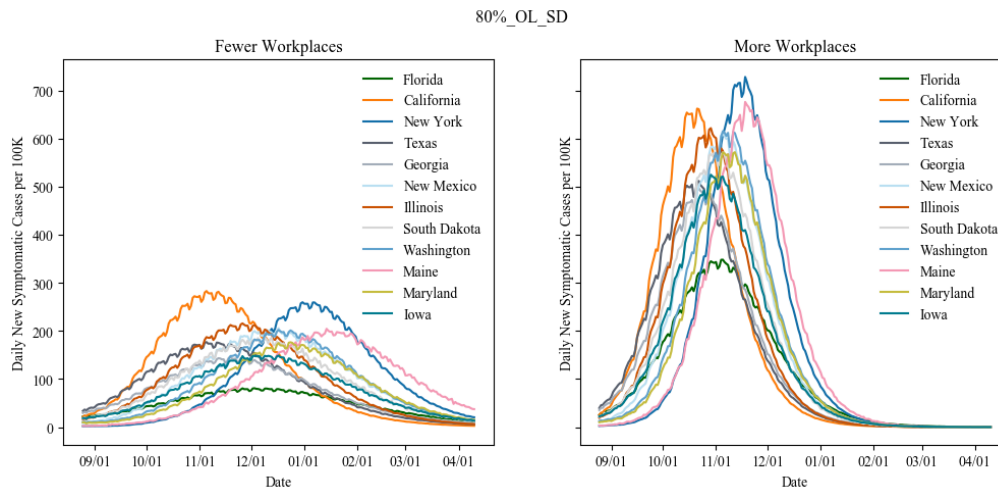 80%_OL_SD
Fewer Workplaces
Daily New Symptomatic Cases per 100K
700
600
500
400
300
200
100
0
09/01 10/01 11/01 12/01 01/01 02/01 03/01 04/01
Date
Florida
California
New York
Texas
Georgia
New Mexico
Illinois
South Dakota
Washington
Maine
Maryland
Iowa
More Workplaces
Daily New Symptomatic Cases per 100K
09/01 10/01 11/01 12/01 01/01 02/01 03/01 04/01
Date
Florida
California
New York
Texas
Georgia
New Mexico
Illinois
South Dakota
Washington
Maine
Maryland
Iowa